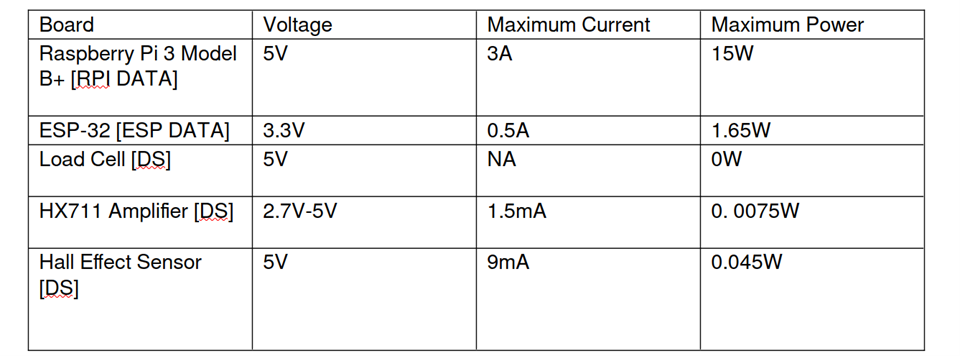 Board Voltage Maximum Current Maximum Power
Raspberry Pi 3 Model 5V 3A 15W
B+ [RPI DATA]
ESP-32 [ESP DATA] 3.3V 0.5A 1.65W
Load Cell [DS] 5V NA 0W
HX711 Amplifier [DS] 2.7V-5V 1.5mA 0. 0075W
Hall Effect Sensor 5V 9mA 0.045W
[DS]